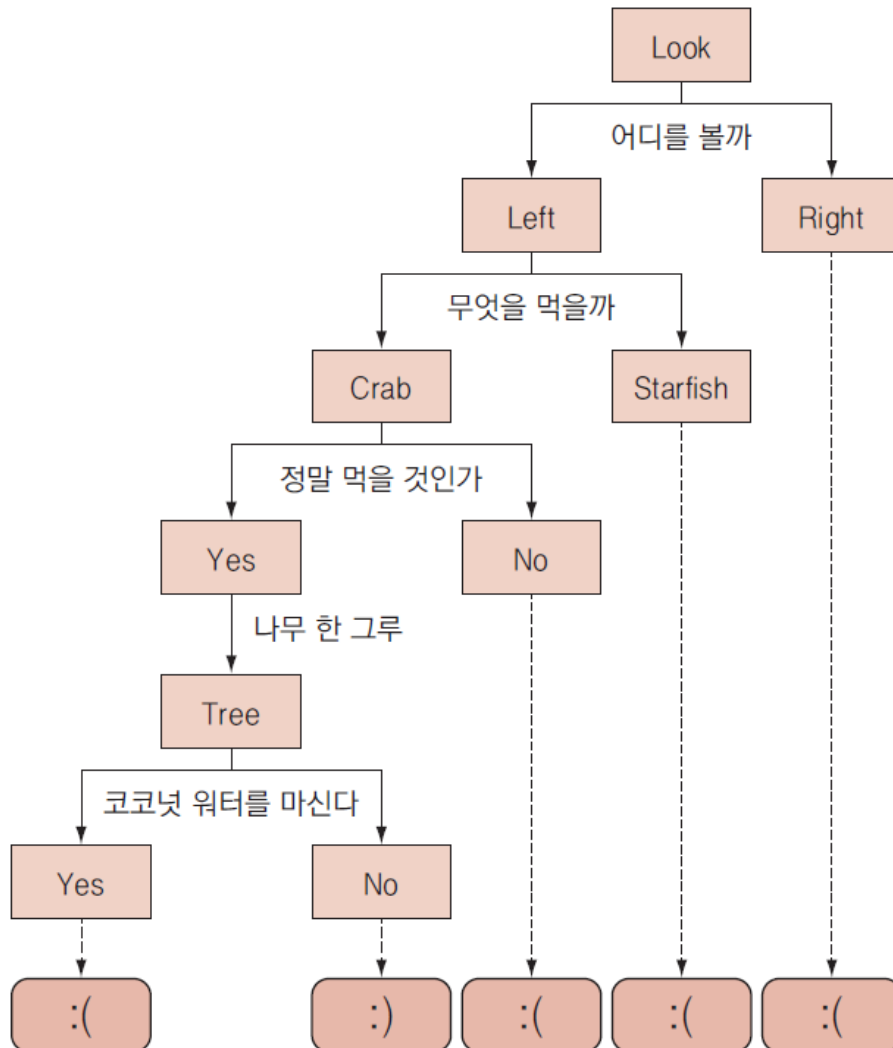 Look
어디를 볼까
Left
Right
무엇을 먹을까
Crab
Starfish
정말 먹을 것인가
Yes
No
나무 한 그루
Tree
코코넛 워터를 마신다
Yes
No
:(
:)
:(
:(
:(